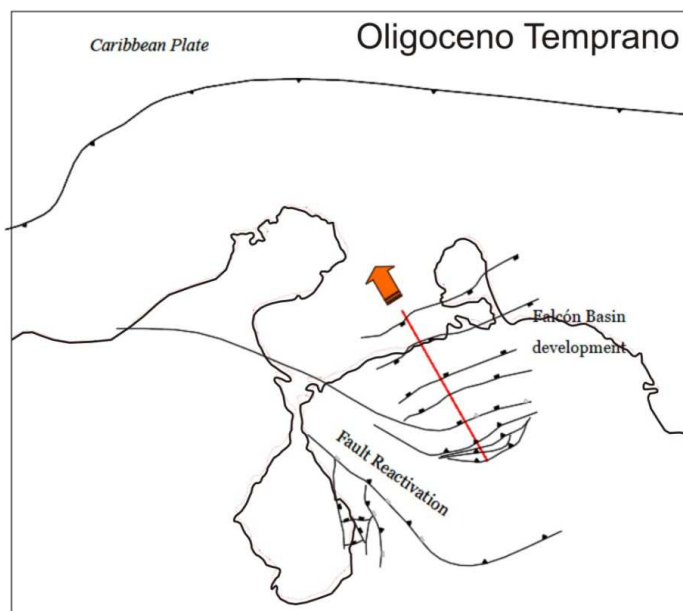 Caribbean Plate
Oligoceno Temprano
Falcón Basin
development
Fault Reactivation